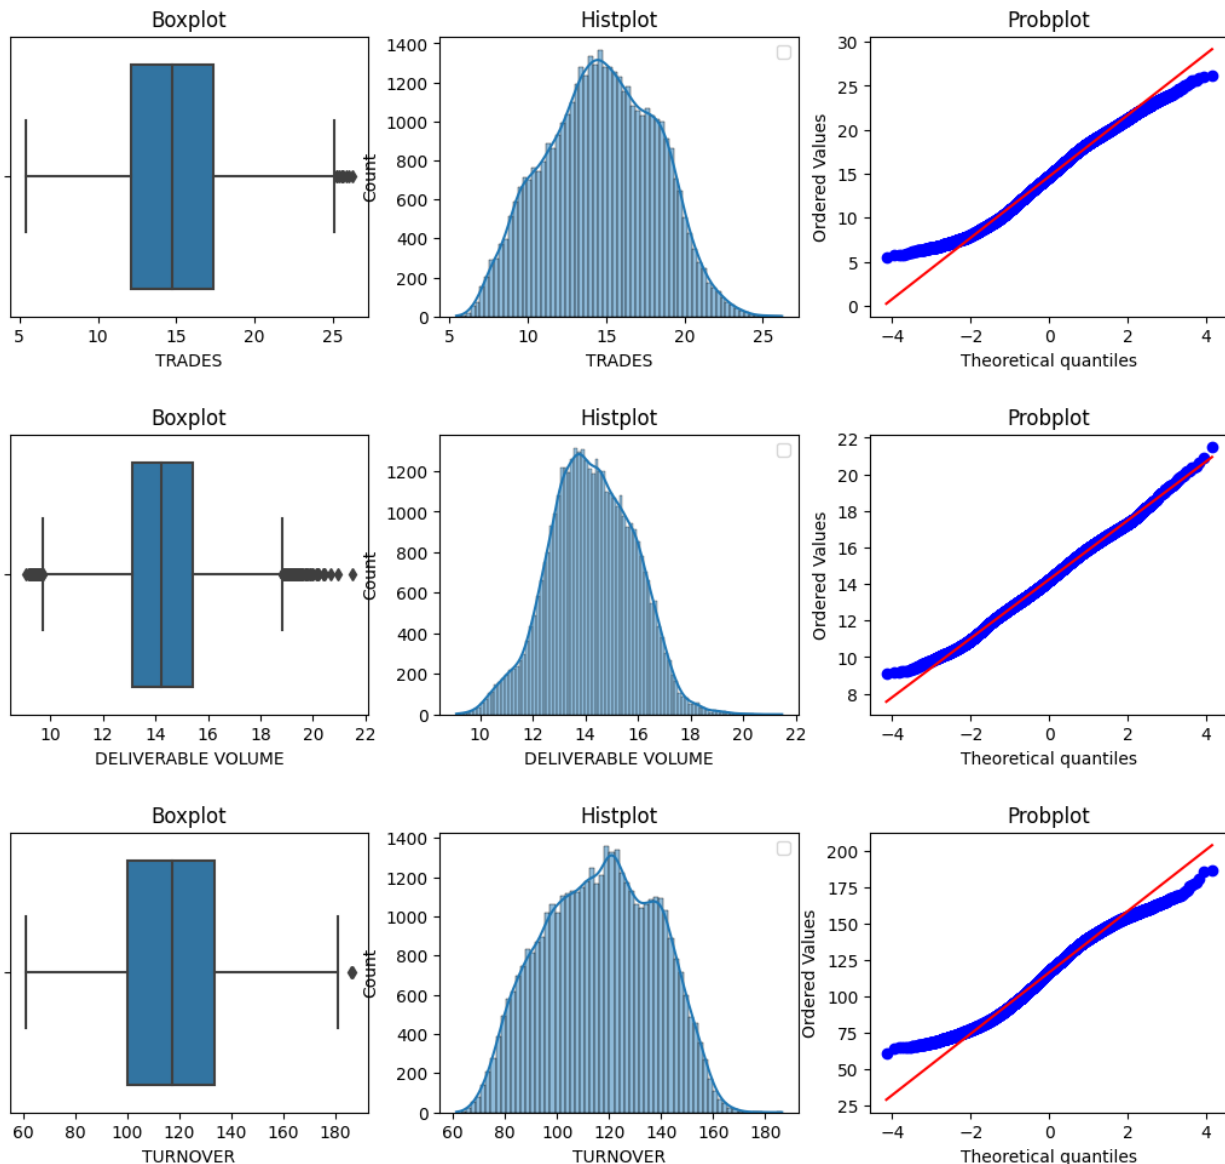 Boxplot Histplot Probplot
1400 1200 1000 800 600 400 200 0
Count
30 25 20 15 10 5 0
Ordered Values
5 10 15 20 25
5 10 15 20 25
−4 −2 0 2 4
TRADES TRADES Theoretical quantiles
Boxplot Histplot Probplot
1200 1000 800 600 400 200 0
Count
22 20 18 16 14 12 10 8
Ordered Values
10 12 14 16 18 20 22
10 12 14 16 18 20 22
−4 −2 0 2 4
DELIVERABLE VOLUME DELIVERABLE VOLUME Theoretical quantiles
Boxplot Histplot Probplot
1400 1200 1000 800 600 400 200 0
Count
200 175 150 125 100 75 50 25
Ordered Values
60 80 100 120 140 160 180
60 80 100 120 140 160 180
−4 −2 0 2 4
TURNOVER TURNOVER Theoretical quantiles